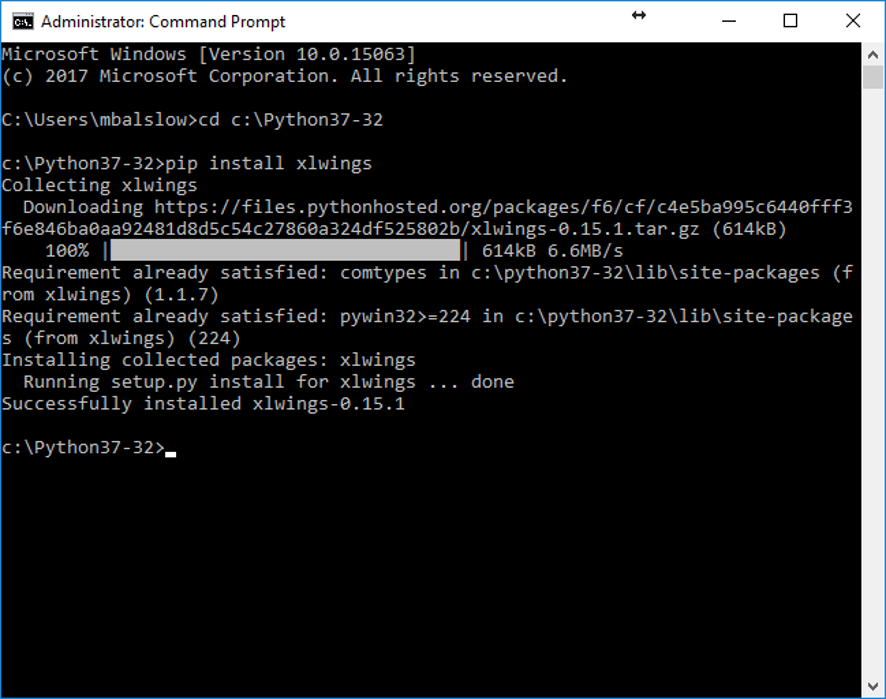 Administrator: Command Prompt
Microsoft Windows [Version 10.0.15063]
(c) 2017 Microsoft Corporation. All rights reserved.
C:\Users\mbalslow>cd c:\Python37-32
c:\Python37-32>pip install xlwings
Collecting xlwings
  Downloading https://files.pythonhosted.org/packages/f6/cf/c4e5ba995c6440fff3
f6e846ba0aa92481d8d5c54c27860a324df525802b/xlwings-0.15.1.tar.gz (614kB)
    100% |████████████████████████████████| 614kB 6.6MB/s
Requirement already satisfied: comtypes in c:\python37-32\lib\site-packages (f
rom xlwings) (1.1.7)
Requirement already satisfied: pywin32>=224 in c:\python37-32\lib\site-package
s (from xlwings) (224)
Installing collected packages: xlwings
  Running setup.py install for xlwings ... done
Successfully installed xlwings-0.15.1
c:\Python37-32>